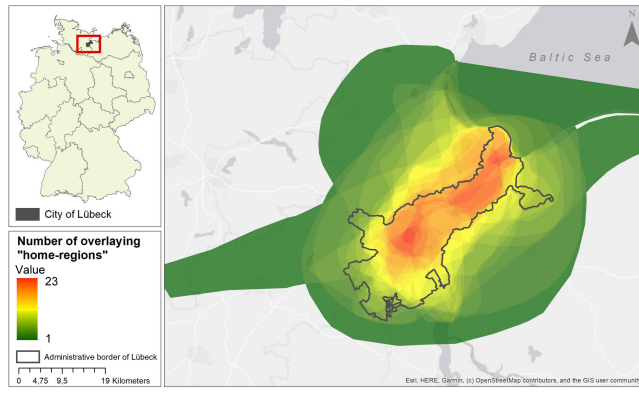 City of Lübeck
Number of overlaying
"home-regions"
Value
23
1
Administrative border of Lübeck
0 4,75 9,5 19 Kilometers
N
Baltic Sea
Esri, HERE, Garmin, (c) OpenStreetMap contributors, and the GIS user community